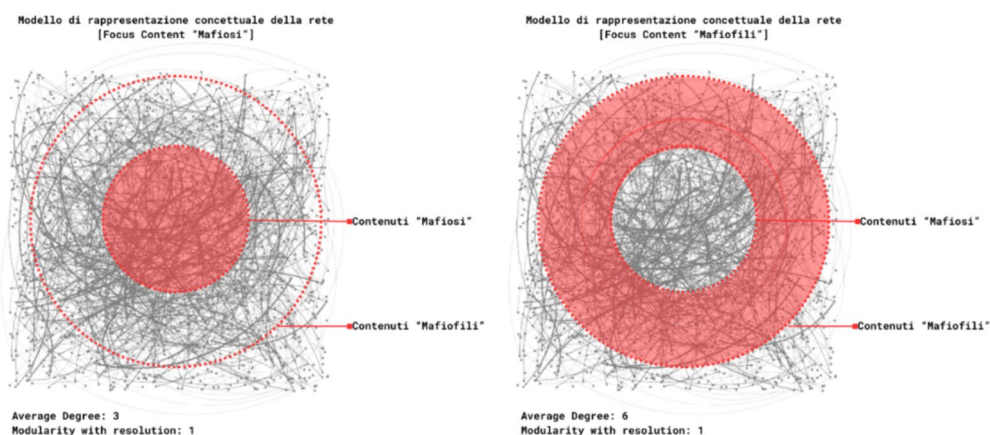 Modello di rappresentazione concettuale della rete
[Focus Content “Mafiosi”]
Contenuti “Mafiosi”
Contenuti “Mafiofili”
Average Degree: 3
Modularity with resolution: 1
Modello di rappresentazione concettuale della rete
[Focus Content “Mafiofili”]
Contenuti “Mafiosi”
Contenuti “Mafiofili”
Average Degree: 6
Modularity with resolution: 1